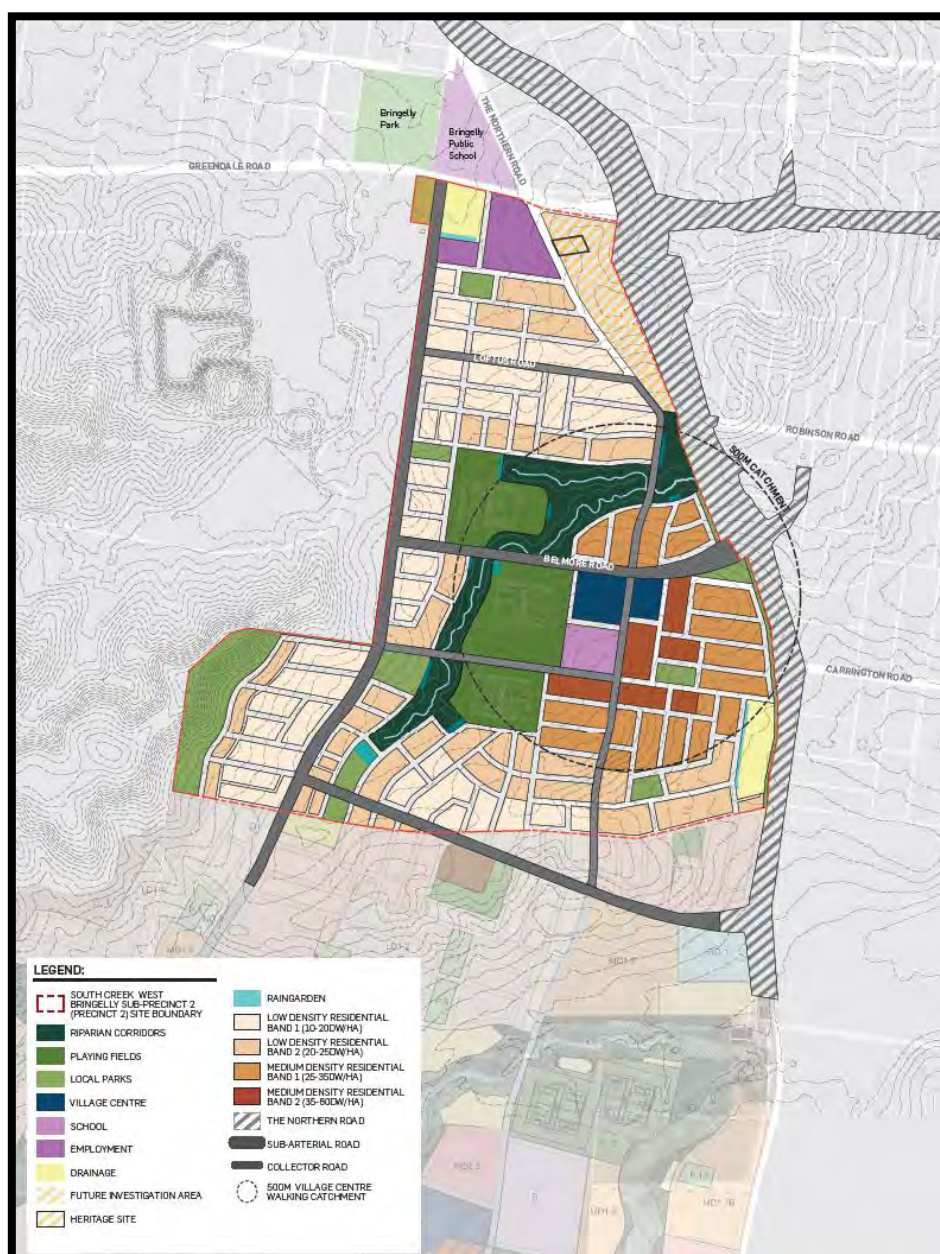 Bringelly
Park
Bringelly
Public
School
THE NORTHERN ROAD
GREENDALE ROAD
LOFTUS ROAD
ROBINSON ROAD
500M CATCHMENT
BELMORE ROAD
CARRINGTON ROAD
LEGEND:
SOUTH CREEK WEST
BRINGELLY SUB-PRECINCT 2
(PRECINCT 2) SITE BOUNDARY
RIPARIAN CORRIDORS
PLAYING FIELDS
LOCAL PARKS
VILLAGE CENTRE
SCHOOL
EMPLOYMENT
DRAINAGE
FUTURE INVESTIGATION AREA
HERITAGE SITE
RAINGARDEN
LOW DENSITY RESIDENTIAL
BAND 1 (10-20DW/HA)
LOW DENSITY RESIDENTIAL
BAND 2 (20-25DW/HA)
MEDIUM DENSITY RESIDENTIAL
BAND 1 (25-35DW/HA)
MEDIUM DENSITY RESIDENTIAL
BAND 2 (35-60DW/HA)
THE NORTHERN ROAD
SUB-ARTERIAL ROAD
COLLECTOR ROAD
500M VILLAGE CENTRE
WALKING CATCHMENT